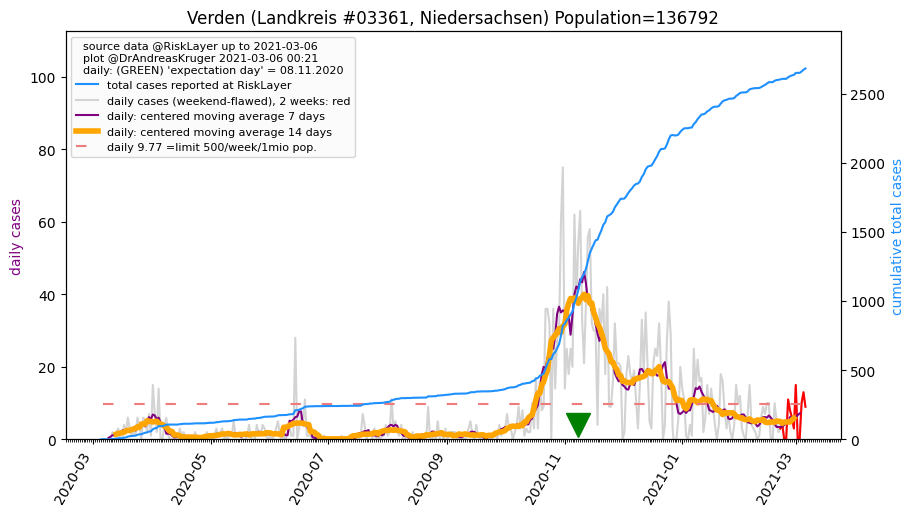 Verden (Landkreis #03361, Niedersachsen) Population=136792
source data @RiskLayer up to 2021-03-06
plot @DrAndreasKruger 2021-03-06 00:21
daily: (GREEN) 'expectation day' = 08.11.2020
total cases reported at RiskLayer
daily cases (weekend-flawed), 2 weeks: red
daily: centered moving average 7 days
daily: centered moving average 14 days
daily 9.77 =limit 500/week/1mio pop.
daily cases
100
80
60
40
20
0
2500
2000
1500
1000
500
0
cumulative total cases
2020-03
2020-05
2020-07
2020-09
2020-11
2021-01
2021-03